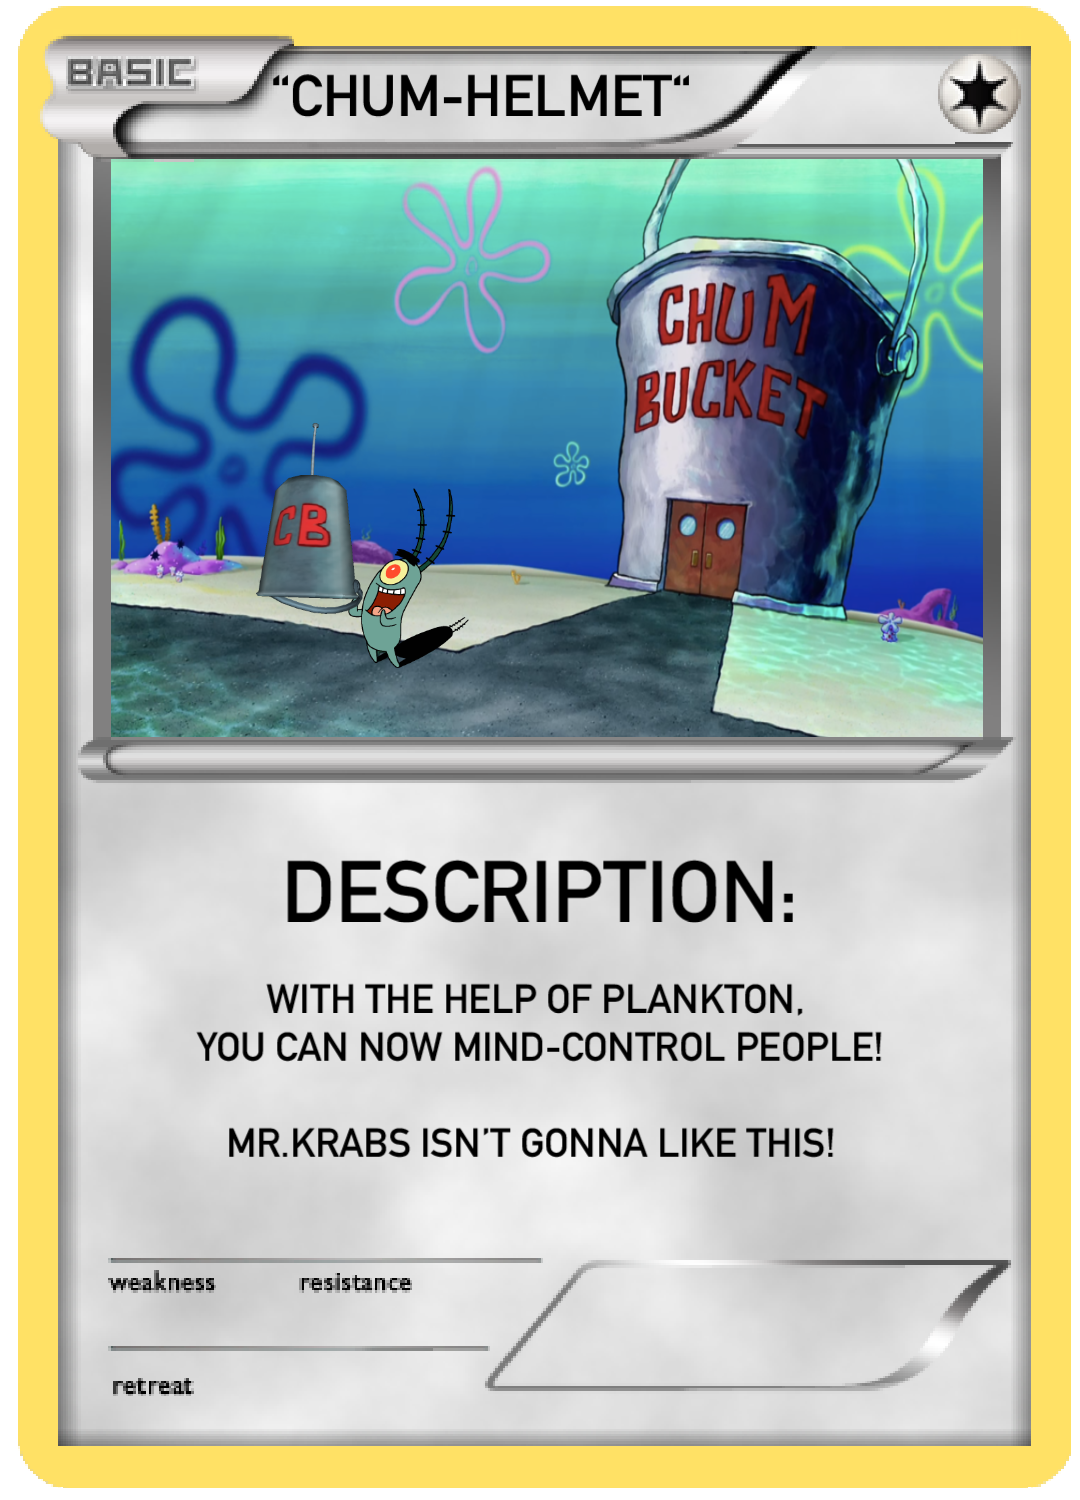 BASIC
“CHUM-HELMET“
CHUM
BUCKET
CB
DESCRIPTION:
WITH THE HELP OF PLANKTON,
YOU CAN NOW MIND-CONTROL PEOPLE!
MR.KRABS ISN'T GONNA LIKE THIS!
weakness resistance
retreat